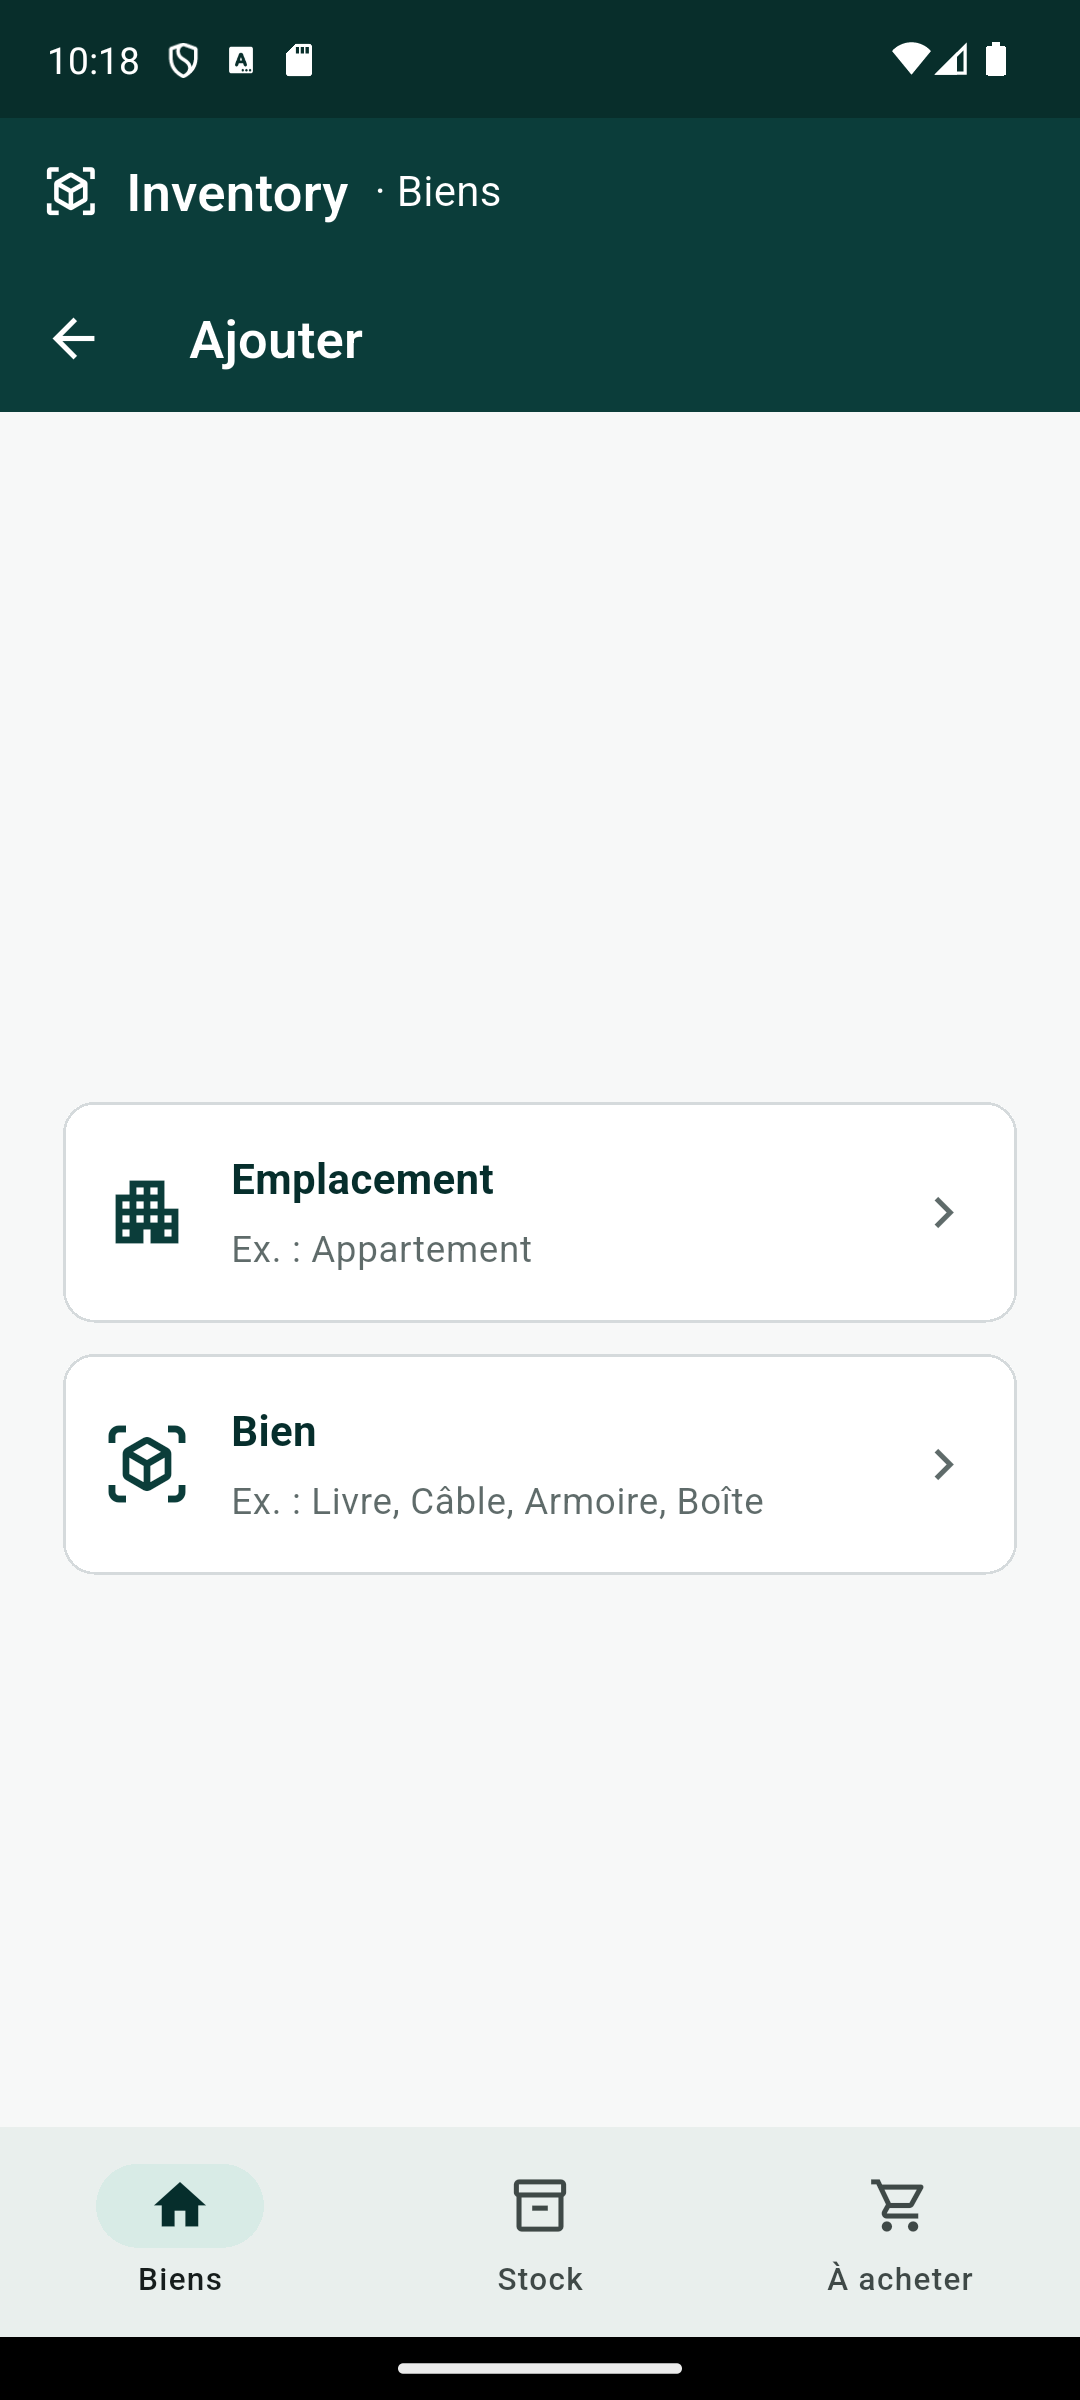 10:18
Inventory · Biens
Ajouter
Emplacement
Ex. : Appartement
Bien
Ex. : Livre, Câble, Armoire, Boîte
Biens
Stock
À acheter